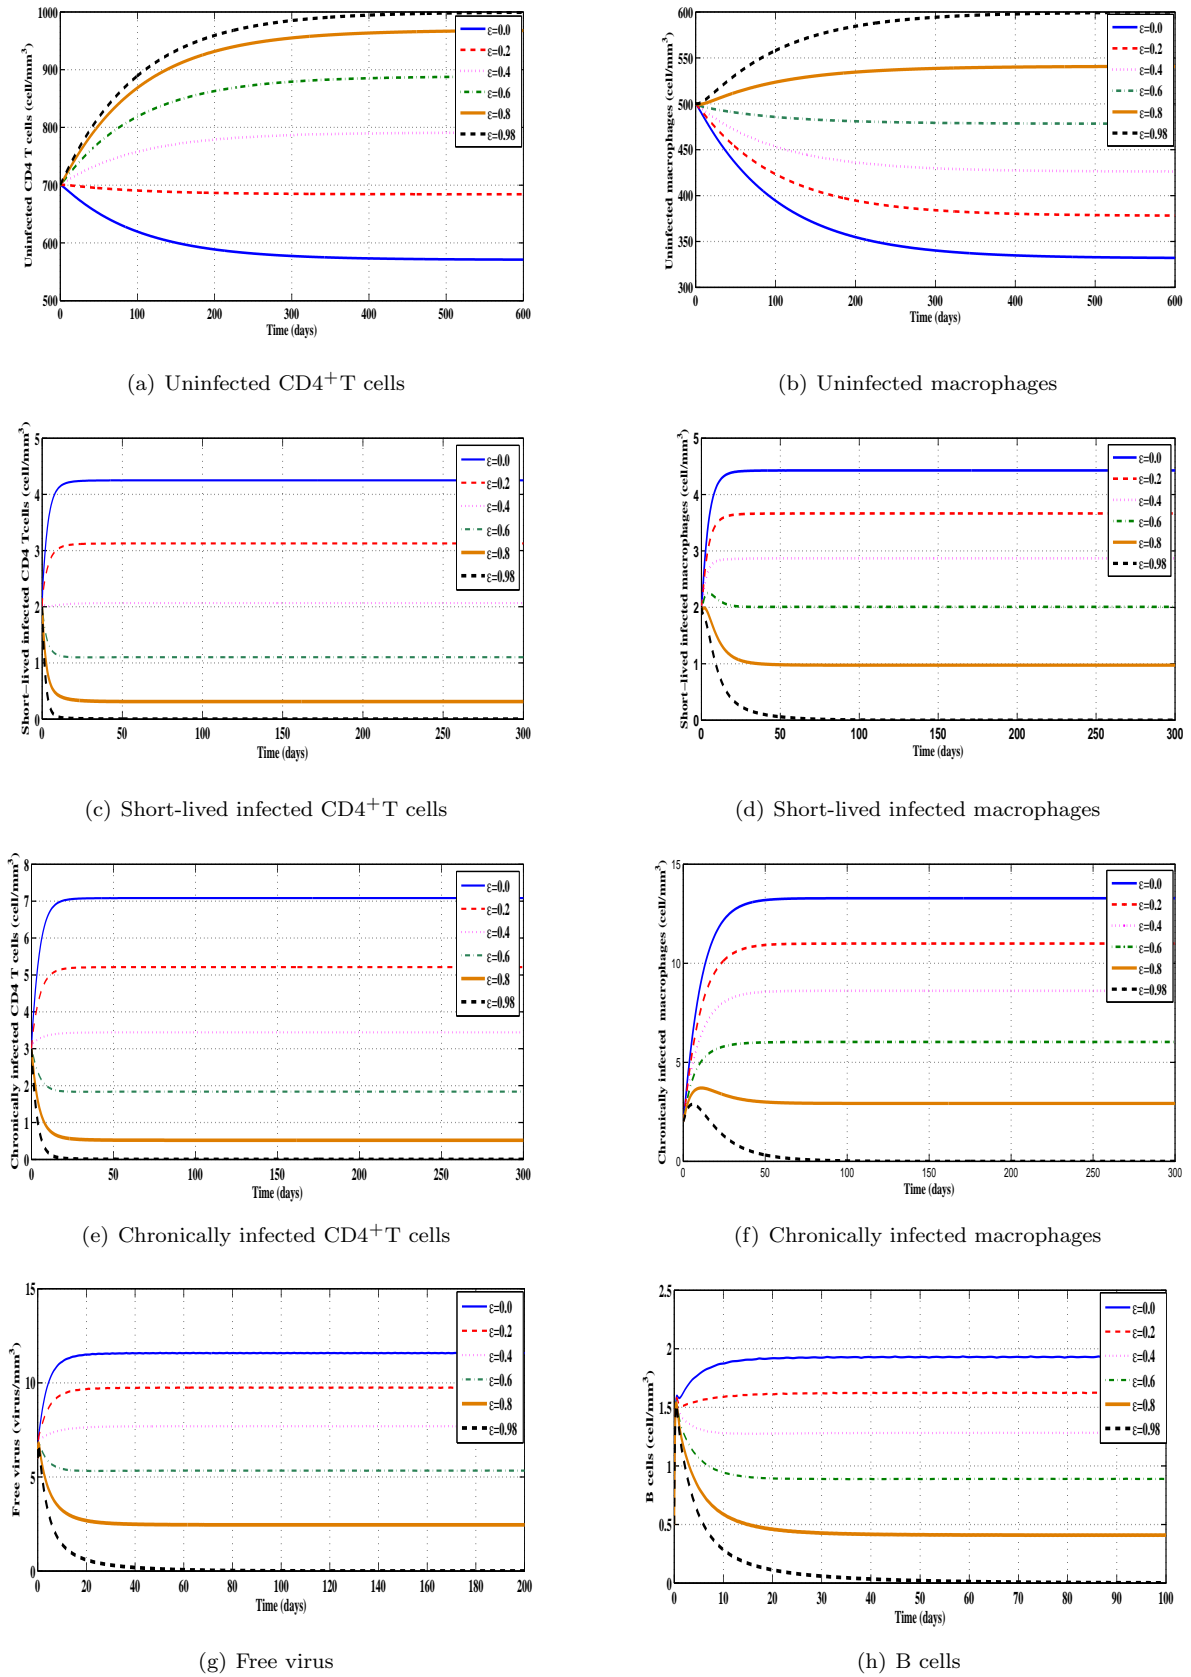 Uninfected CD4 T cells (cell/mm³)
1000
900
800
700
600
500
0
100
200
300
400
500
600
Time (days)
ε=0.0
ε=0.2
ε=0.4
ε=0.6
ε=0.8
ε=0.98
(a) Uninfected CD4⁺T cells
Uninfected macrophages (cell/mm³)
600
550
500
450
400
350
300
0
100
200
300
400
500
600
Time (days)
ε=0.0
ε=0.2
ε=0.4
ε=0.6
ε=0.8
ε=0.98
(b) Uninfected macrophages
Short−lived infected CD4 Tcells (cell/mm³)
5
4
3
2
1
0
0
50
100
150
200
250
300
Time (days)
ε=0.0
ε=0.2
ε=0.4
ε=0.6
ε=0.8
ε=0.98
(c) Short-lived infected CD4⁺T cells
Short−lived infected macrophages (cell/mm³)
5
4
3
2
1
0
0
50
100
150
200
250
300
Time (days)
ε=0.0
ε=0.2
ε=0.4
ε=0.6
ε=0.8
ε=0.98
(d) Short-lived infected macrophages
Chronically infected CD4 T cells (cell/mm³)
8
7
6
5
4
3
2
1
0
0
50
100
150
200
250
300
Time (days)
ε=0.0
ε=0.2
ε=0.4
ε=0.6
ε=0.8
ε=0.98
(e) Chronically infected CD4⁺T cells
Chronically infected macrophages (cell/mm³)
15
10
5
0
0
50
100
150
200
250
300
Time (days)
ε=0.0
ε=0.2
ε=0.4
ε=0.6
ε=0.8
ε=0.98
(f) Chronically infected macrophages
Free virus (virus/mm³)
15
10
5
0
0
20
40
60
80
100
120
140
160
180
200
Time (days)
ε=0.0
ε=0.2
ε=0.4
ε=0.6
ε=0.8
ε=0.98
(g) Free virus
B cells (cell/mm³)
2.5
2
1.5
1
0.5
0
0
10
20
30
40
50
60
70
80
90
100
Time (days)
ε=0.0
ε=0.2
ε=0.4
ε=0.6
ε=0.8
ε=0.98
(h) B cells